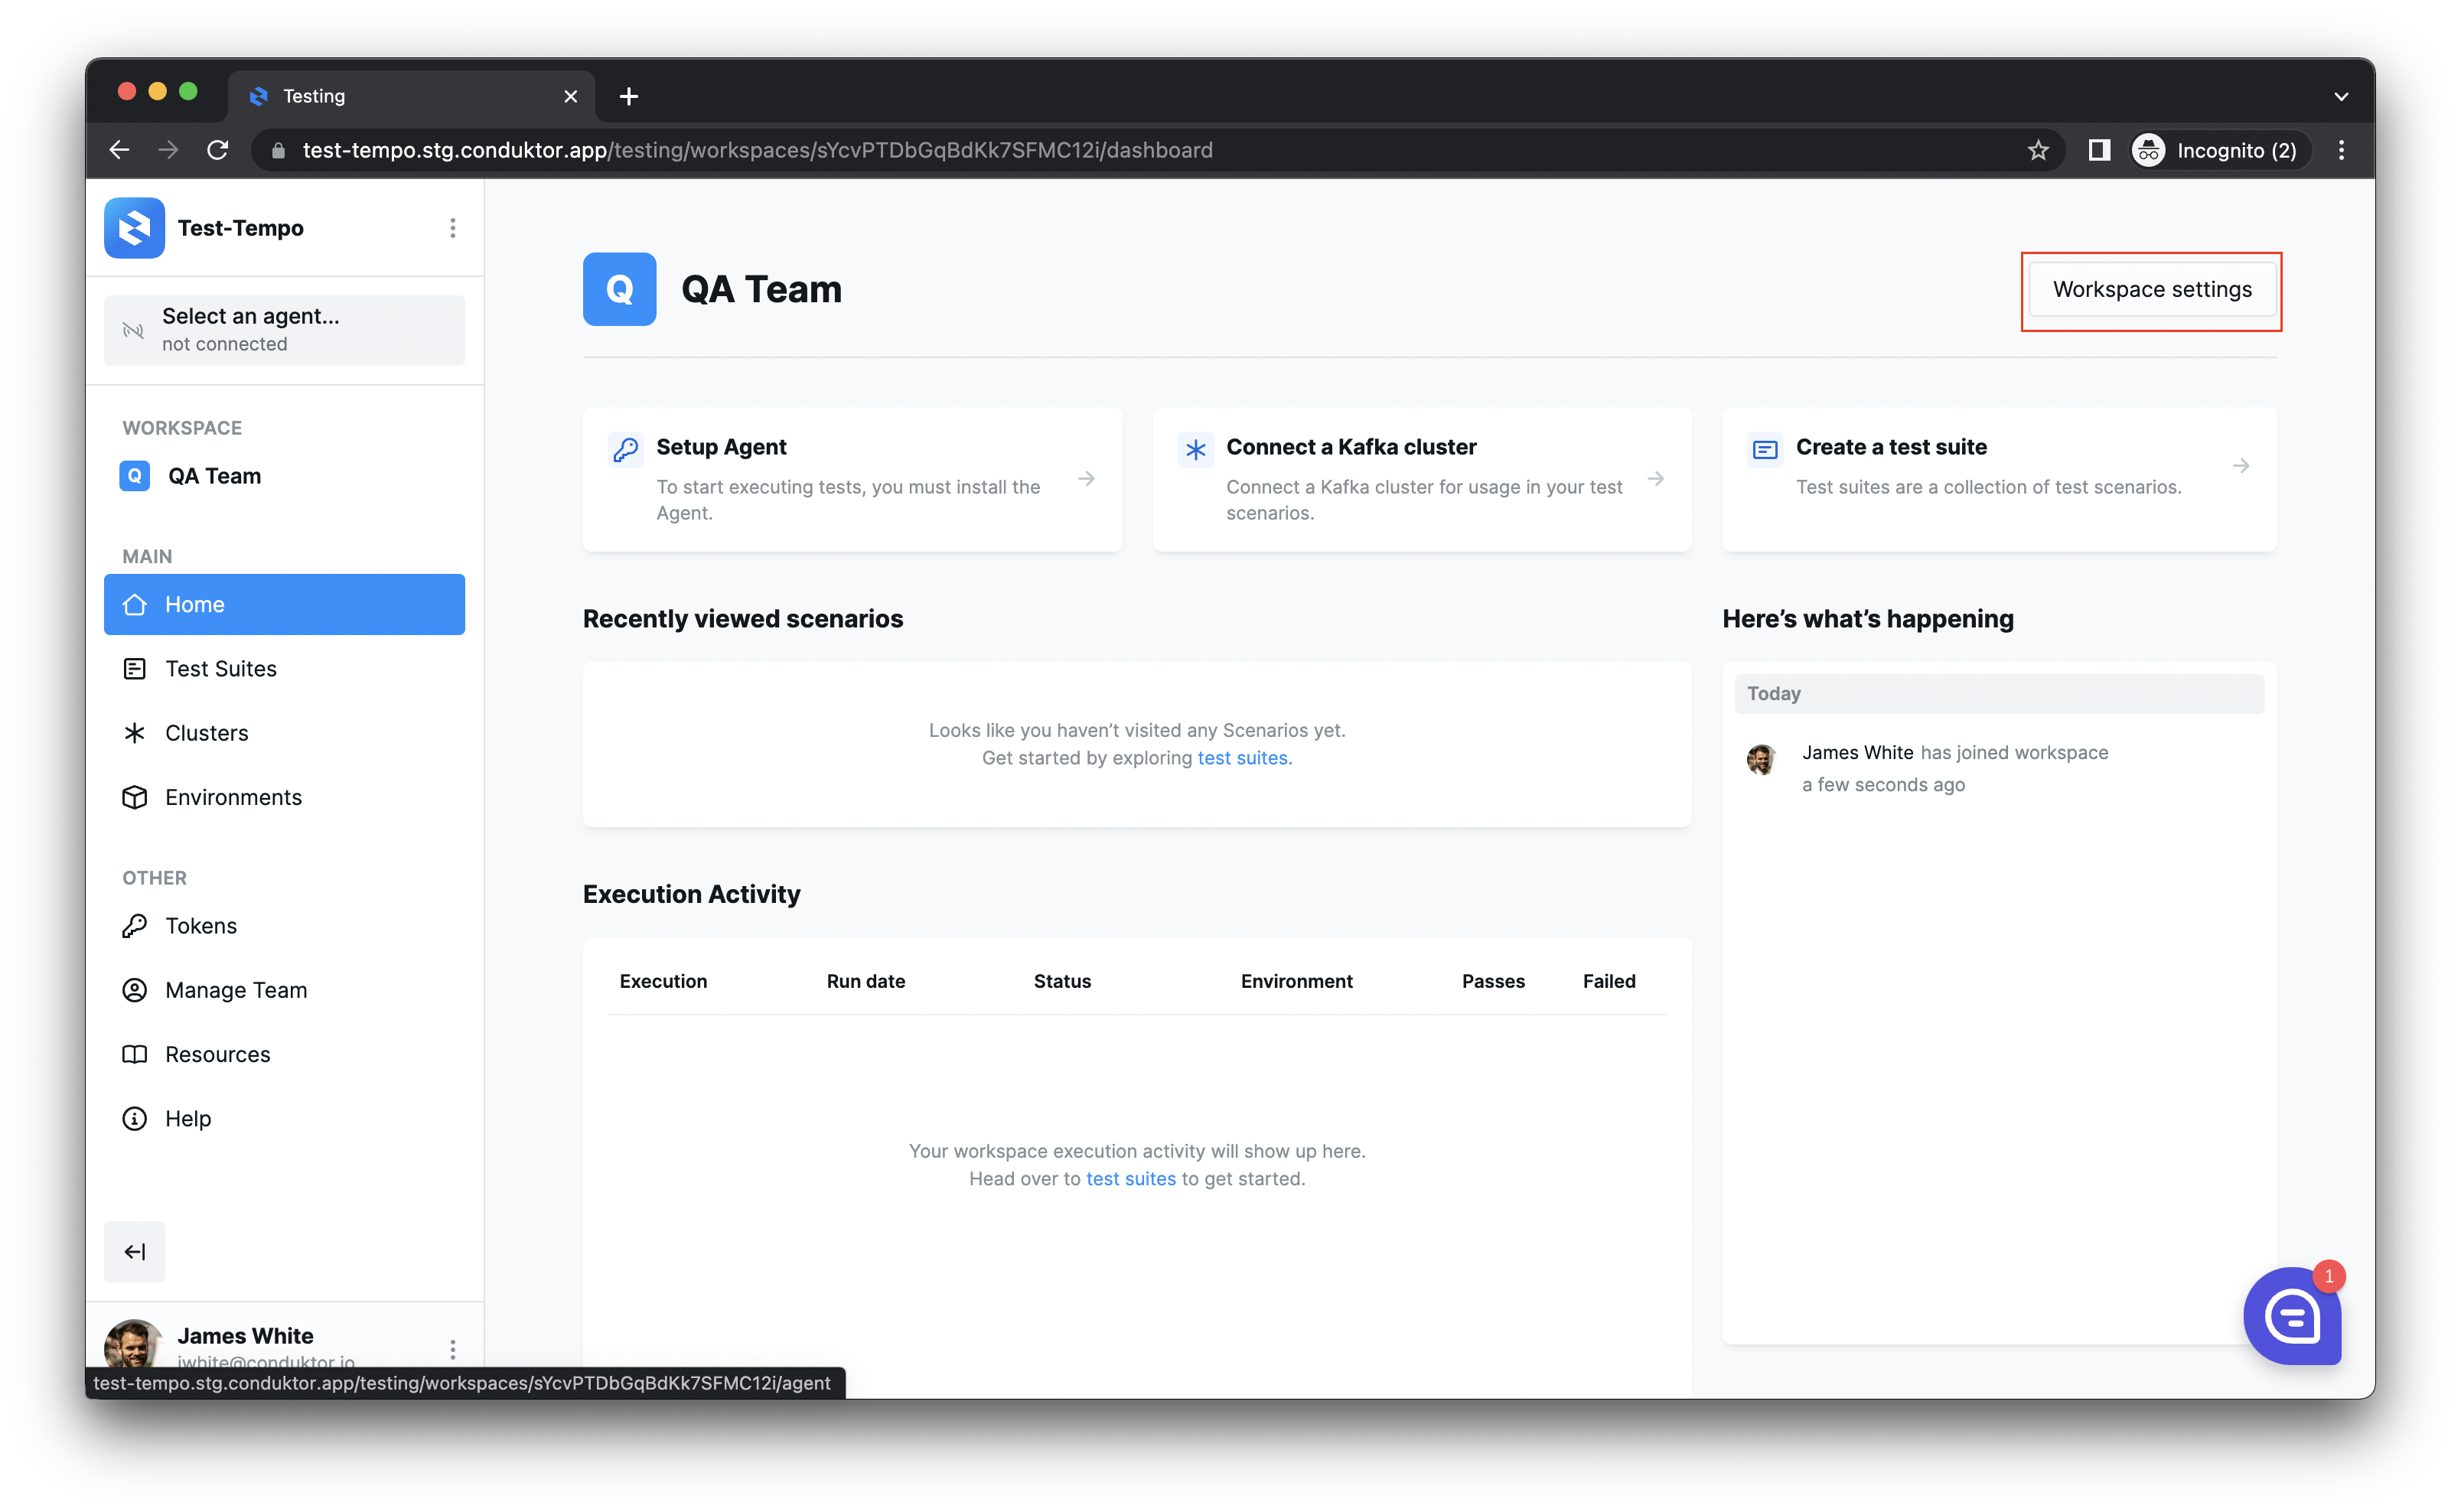 Testing
test-tempo.stg.conduktor.app/testing/workspaces/sYcvPTDbGqBdKk7SFMC12i/dashboard
Incognito (2)
Test-Tempo
Select an agent...
not connected
WORKSPACE
Q QA Team
MAIN
Home
Test Suites
Clusters
Environments
OTHER
Tokens
Manage Team
Resources
Help
James White
jwhite@conduktor.io
test-tempo.stg.conduktor.app/testing/workspaces/sYcvPTDbGqBdKk7SFMC12i/agent
Q QA Team
Workspace settings
Setup Agent
To start executing tests, you must install the
Agent.
Connect a Kafka cluster
Connect a Kafka cluster for usage in your test
scenarios.
Create a test suite
Test suites are a collection of test scenarios.
Recently viewed scenarios
Looks like you haven’t visited any Scenarios yet.
Get started by exploring test suites.
Execution Activity
Execution Run date Status Environment Passes Failed
Your workspace execution activity will show up here.
Head over to test suites to get started.
Here’s what’s happening
Today
James White has joined workspace
a few seconds ago
1